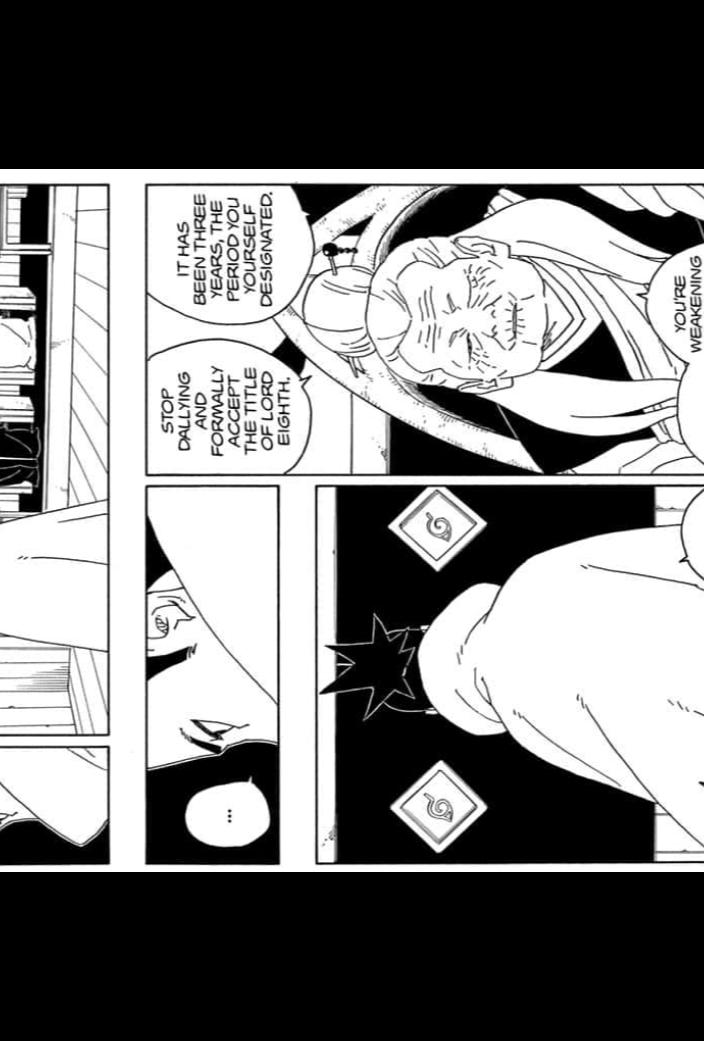 IT HAS
BEEN THREE
YEARS, THE
PERIOD YOU
YOURSELF
DESIGNATED.
STOP
DALLYING
AND
FORMALLY
ACCEPT
THE TITLE
OF LORD
EIGHTH.
YOU'RE
WEAKENING
...